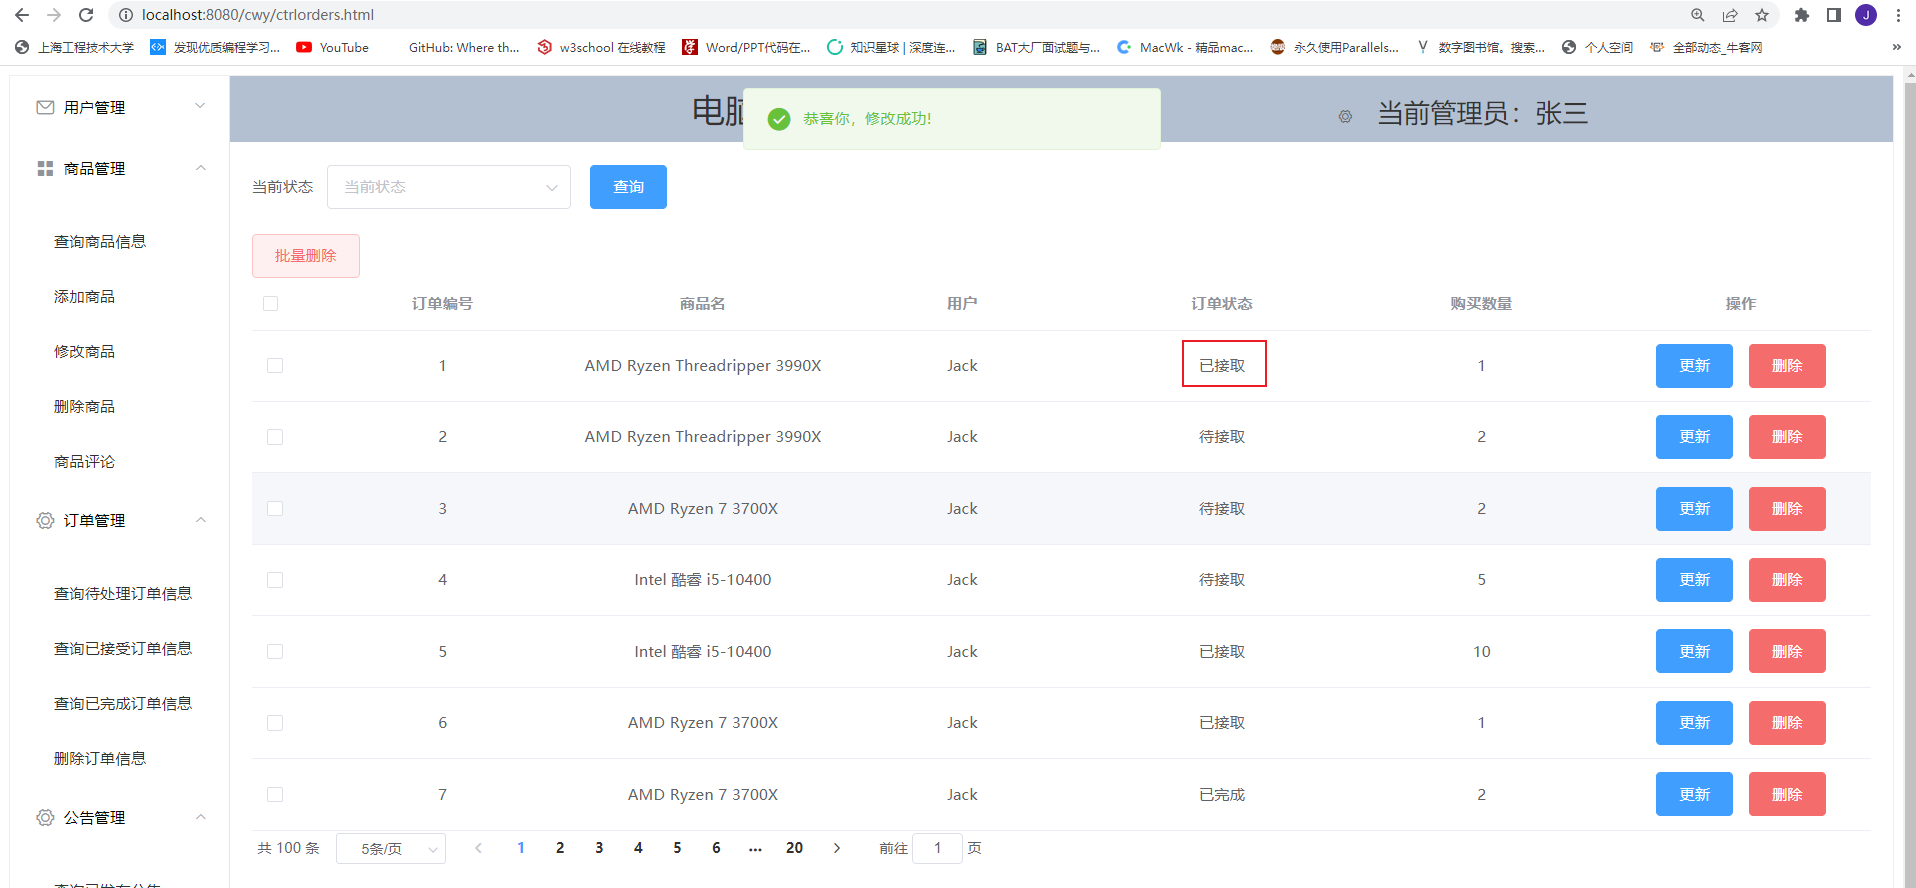 localhost:8080/cwy/ctrlorders.html
J
上海工程技术大学 发现优质编程学习... YouTube GitHub: Where th... w3school 在线教程 Word/PPT代码在... 知识星球 | 深度连... BAT大厂面试题与... MacWk - 精品mac... 永久使用Parallels... 数字图书馆。搜索... 个人空间 全部动态_牛客网 »
用户管理
电脑
恭喜你，修改成功!
当前管理员：张三
商品管理
查询商品信息
添加商品
修改商品
删除商品
商品评论
订单管理
查询待处理订单信息
查询已接受订单信息
查询已完成订单信息
删除订单信息
公告管理
当前状态 当前状态 查询
批量删除
订单编号 商品名 用户 订单状态 购买数量 操作
1 AMD Ryzen Threadripper 3990X Jack 已接取 1 更新 删除
2 AMD Ryzen Threadripper 3990X Jack 待接取 2 更新 删除
3 AMD Ryzen 7 3700X Jack 待接取 2 更新 删除
4 Intel 酷睿 i5-10400 Jack 待接取 5 更新 删除
5 Intel 酷睿 i5-10400 Jack 已接取 10 更新 删除
6 AMD Ryzen 7 3700X Jack 已接取 1 更新 删除
7 AMD Ryzen 7 3700X Jack 已完成 2 更新 删除
共 100 条 5条/页 1 2 3 4 5 6 ... 20 前往 1 页